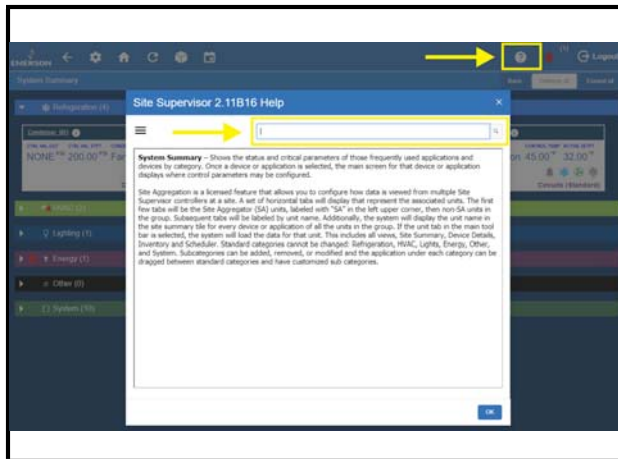 EMERSON
(1)
Logout
System Summary
Refrigeration (4)
Site Supervisor 2.11B16 Help
×
NONE 200.00
45.00 32.00
Circuits (Standard)
System Summary – Shows the status and critical parameters of those frequently used applications and
devices by category. Once a device or application is selected, the main screen for that device or application
displays where control parameters may be configured.
Site Aggregation is a licensed feature that allows you to configure how data is viewed from multiple Site
Supervisor controllers at a site. A set of horizontal tabs will display that represent the associated units. The first
few tabs will be the Site Aggregator (SA) units, labeled with "SA" in the left upper corner, then non-SA units in
the group. Subsequent tabs will be labeled by unit name. Additionally, the system will display the unit name in
the site summary tile for every device or application of all the units in the group. If the unit tab in the main tool
bar is selected, the system will load the data for that unit. This includes all views, Site Summary, Device Details,
Inventory and Scheduler. Standard categories cannot be changed: Refrigeration, HVAC, Lights, Energy, Other,
and System. Subcategories can be added, removed, or modified and the application under each category can be
dragged between standard categories and have customized sub categories.
Lighting (1)
Energy (1)
Other (0)
System (10)
OK